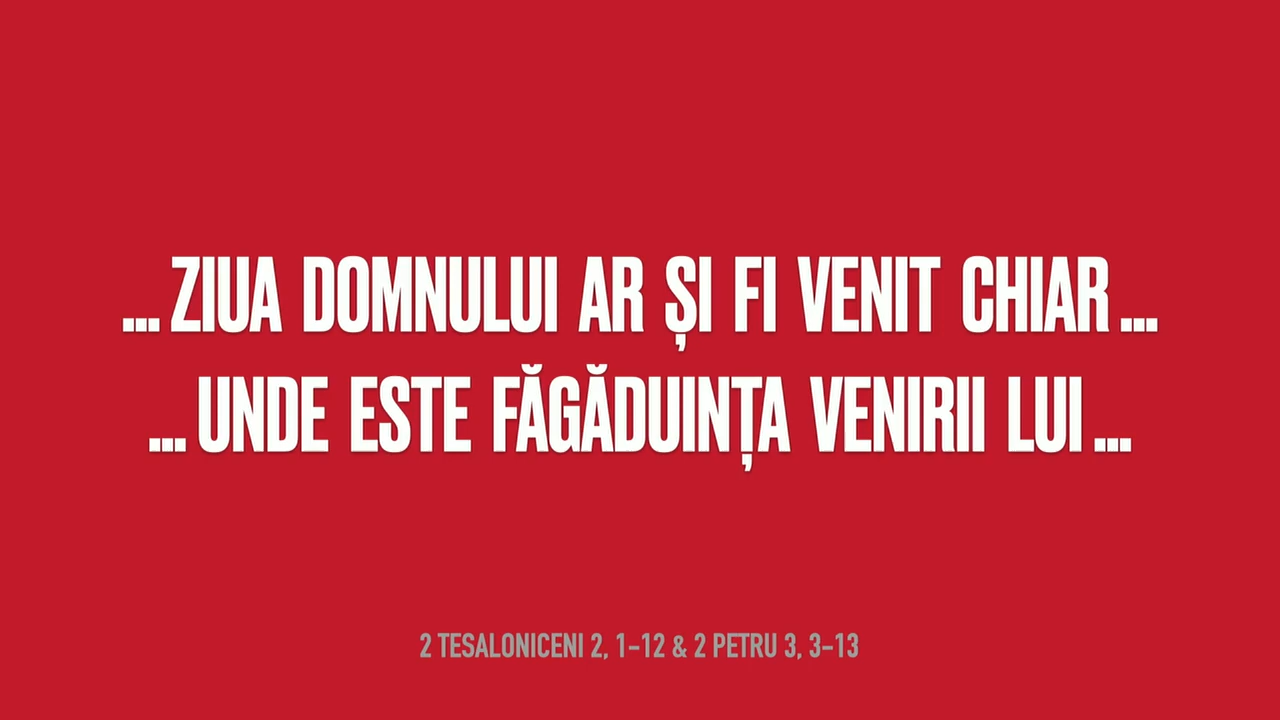 ... ZIUA DOMNULUI AR ȘI FI VENIT CHIAR ...
... UNDE ESTE FĂGĂDUINȚA VENIRII LUI ...
2 TESALONICENI 2, 1-12 & 2 PETRU 3, 3-13